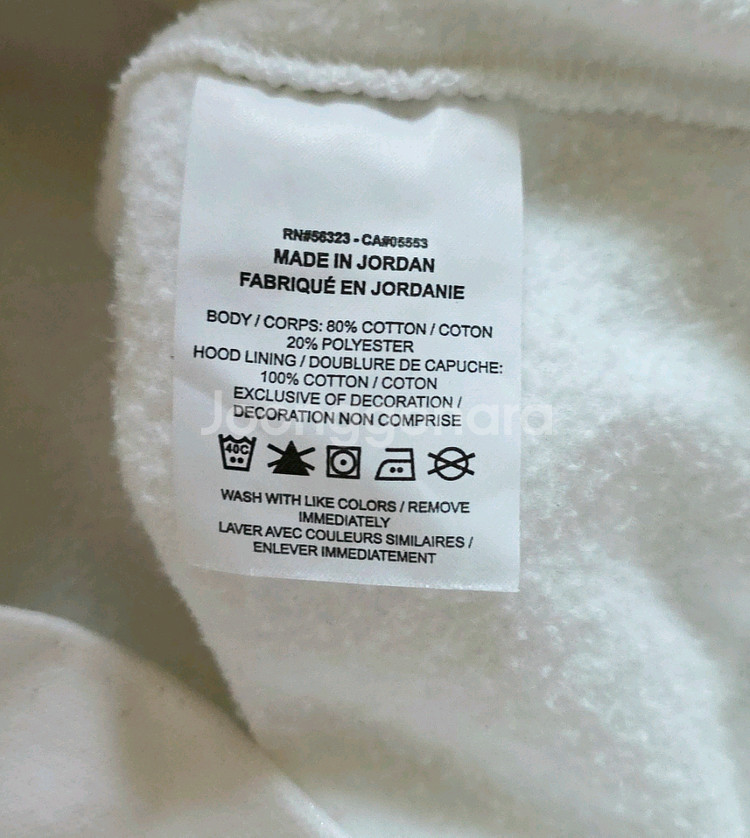 RN#56323 - CA#05553
MADE IN JORDAN
FABRIQUÉ EN JORDANIE
BODY / CORPS: 80% COTTON / COTON
20% POLYESTER
HOOD LINING / DOUBLURE DE CAPUCHE:
100% COTTON / COTON
EXCLUSIVE OF DECORATION /
DECORATION NON COMPRISE
Joonggonara
40C
WASH WITH LIKE COLORS / REMOVE
IMMEDIATELY
LAVER AVEC COULEURS SIMILAIRES /
ENLEVER IMMEDIATEMENT